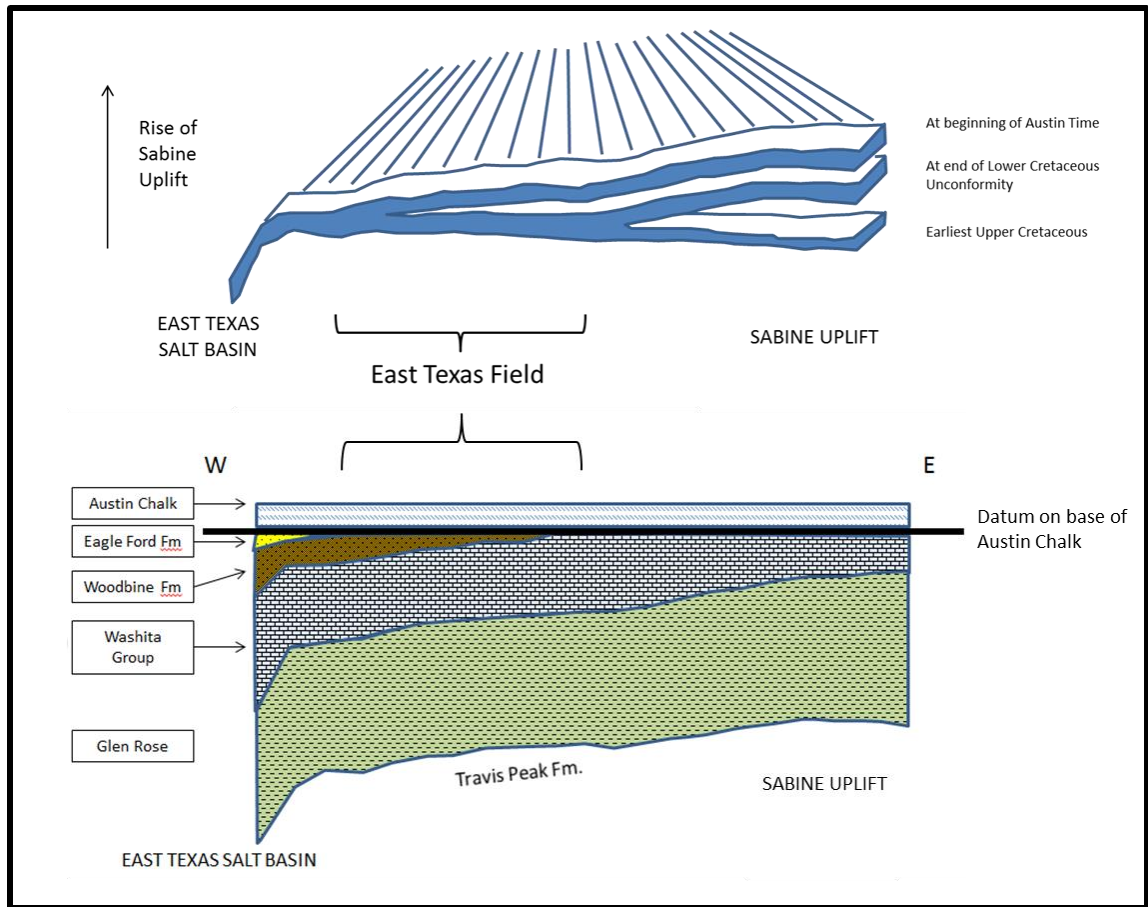 Rise of
Sabine
Uplift
At beginning of Austin Time
At end of Lower Cretaceous
Unconformity
Earliest Upper Cretaceous
EAST TEXAS
SALT BASIN
SABINE UPLIFT
East Texas Field
W
E
Austin Chalk
Datum on base of
Austin Chalk
Eagle Ford Fm
Woodbine Fm
Washita
Group
Glen Rose
Travis Peak Fm.
SABINE UPLIFT
EAST TEXAS SALT BASIN